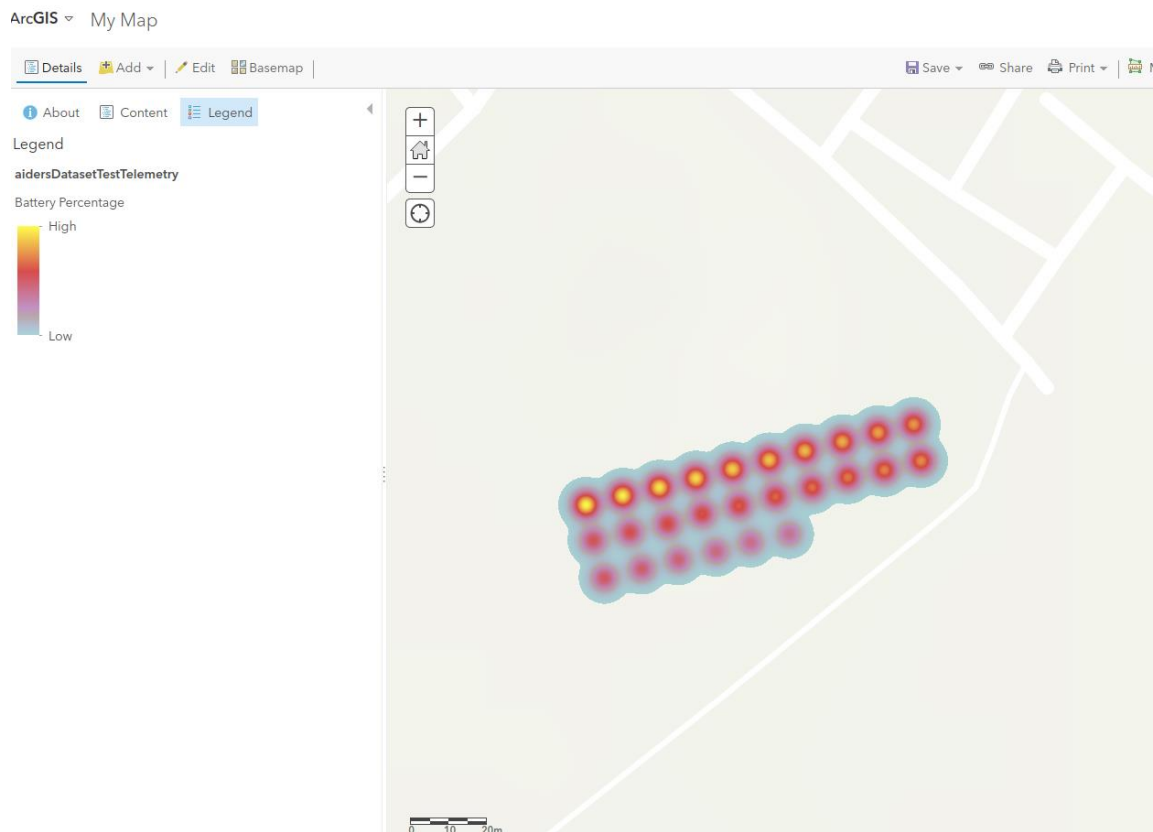 ArcGIS My Map
Details Add Edit Basemap Save Share Print
About Content Legend
Legend
aidersDatasetTestTelemetry
Battery Percentage
High
Low
0 10 20m